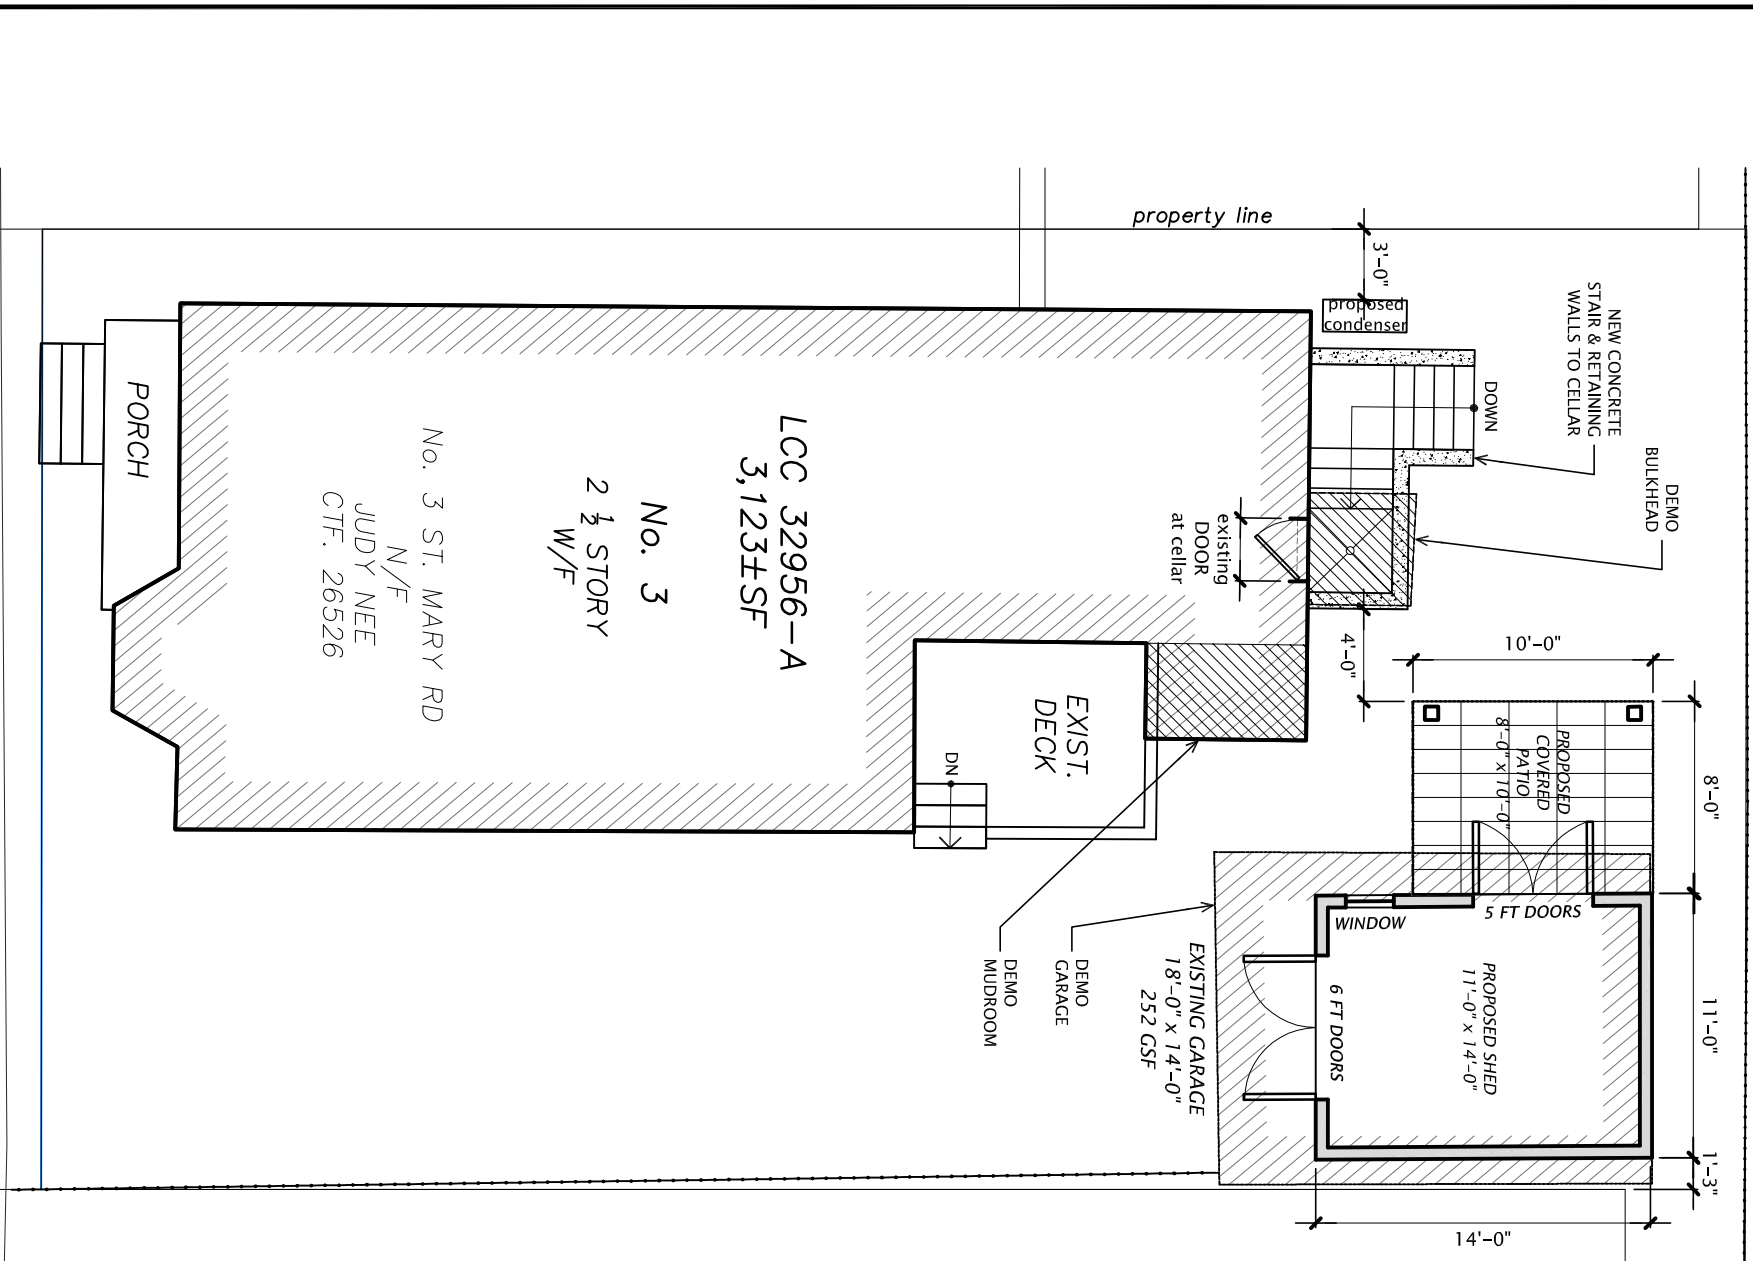 property line
3'-0"
proposed
condenser
NEW CONCRETE
STAIR & RETAINING
WALLS TO CELLAR
DOWN
DEMO
BULKHEAD
existing
DOOR
at cellar
4'-0"
10'-0"
8'-0"
PROPOSED
COVERED
PATIO
8'-0" x 10'-0"
PORCH
LCC 32956-A
3,123±SF
No. 3
2 ½ STORY
W/F
No. 3 ST. MARY RD
N/F
JUDY NEE
CTF. 26526
EXIST.
DECK
DN
DEMO
MUDROOM
DEMO
GARAGE
EXISTING GARAGE
18'-0" x 14'-0"
252 GSF
WINDOW
5 FT DOORS
6 FT DOORS
PROPOSED SHED
11'-0" x 14'-0"
11'-0"
1'-3"
14'-0"